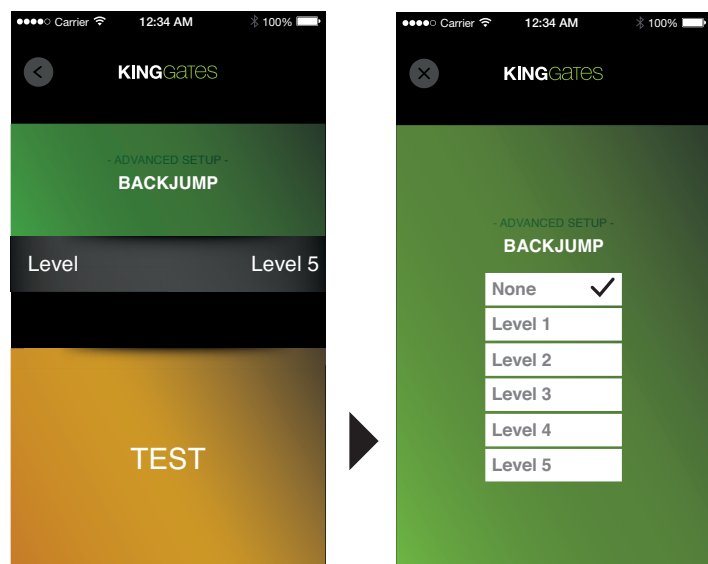 Carrier 12:34 AM 100%
KINGGATES
- ADVANCED SETUP -
BACKJUMP
Level Level 5
TEST
Carrier 12:34 AM 100%
KINGGATES
- ADVANCED SETUP -
BACKJUMP
None
Level 1
Level 2
Level 3
Level 4
Level 5